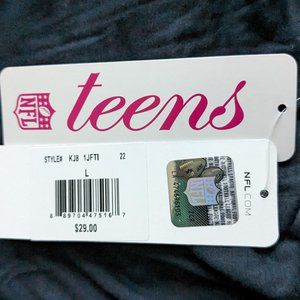 NFL
teens
STYLE# KJ8 1JFTI 22
L
8 89704 47516 7
$29.00
NFL.COM